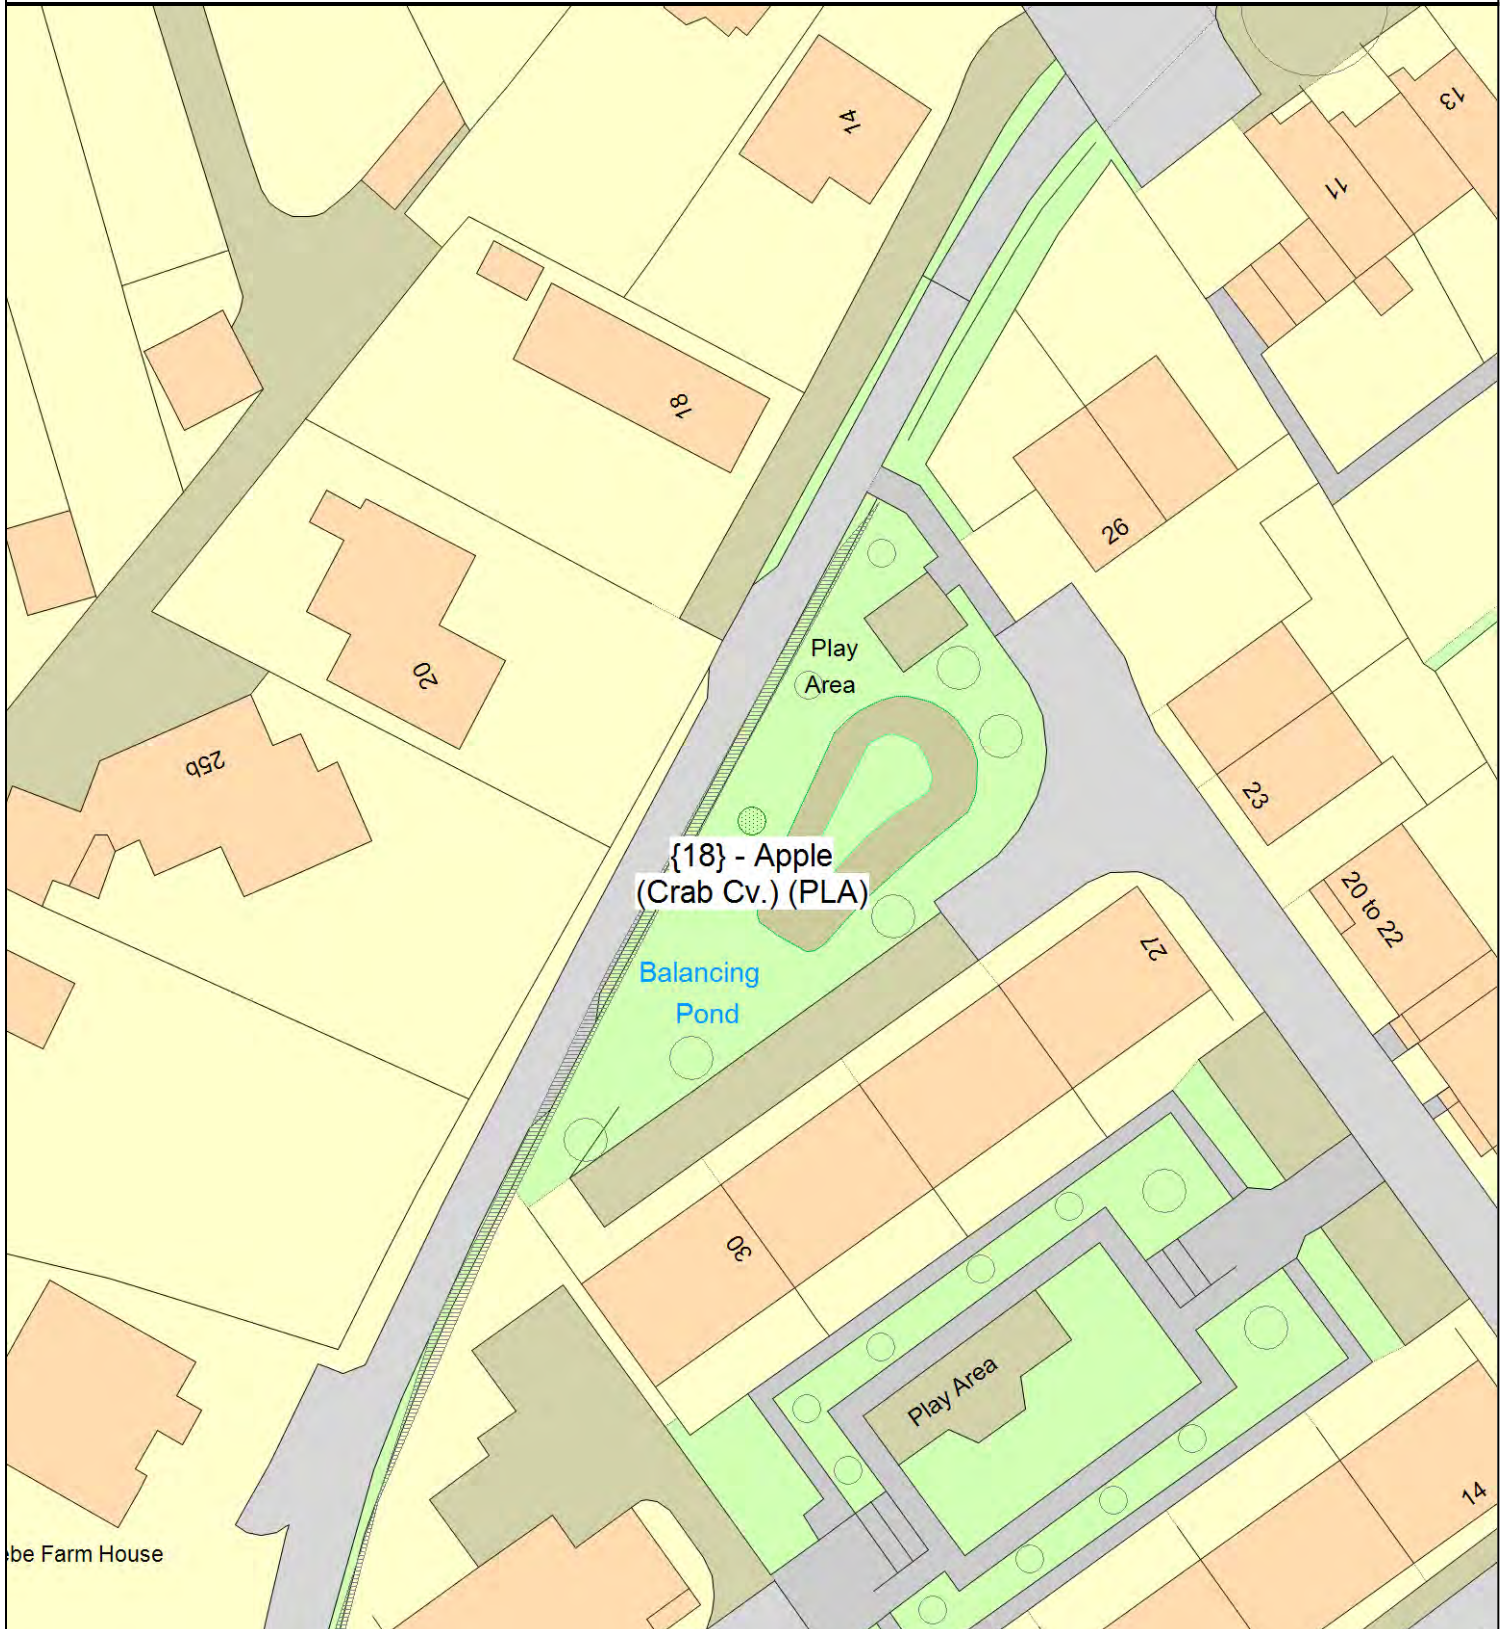 14
13
11
18
26
Play
Area
20
25b
23
{18} - Apple
(Crab Cv.) (PLA)
20 to 22
27
Balancing
Pond
30
Play Area
14
be Farm House